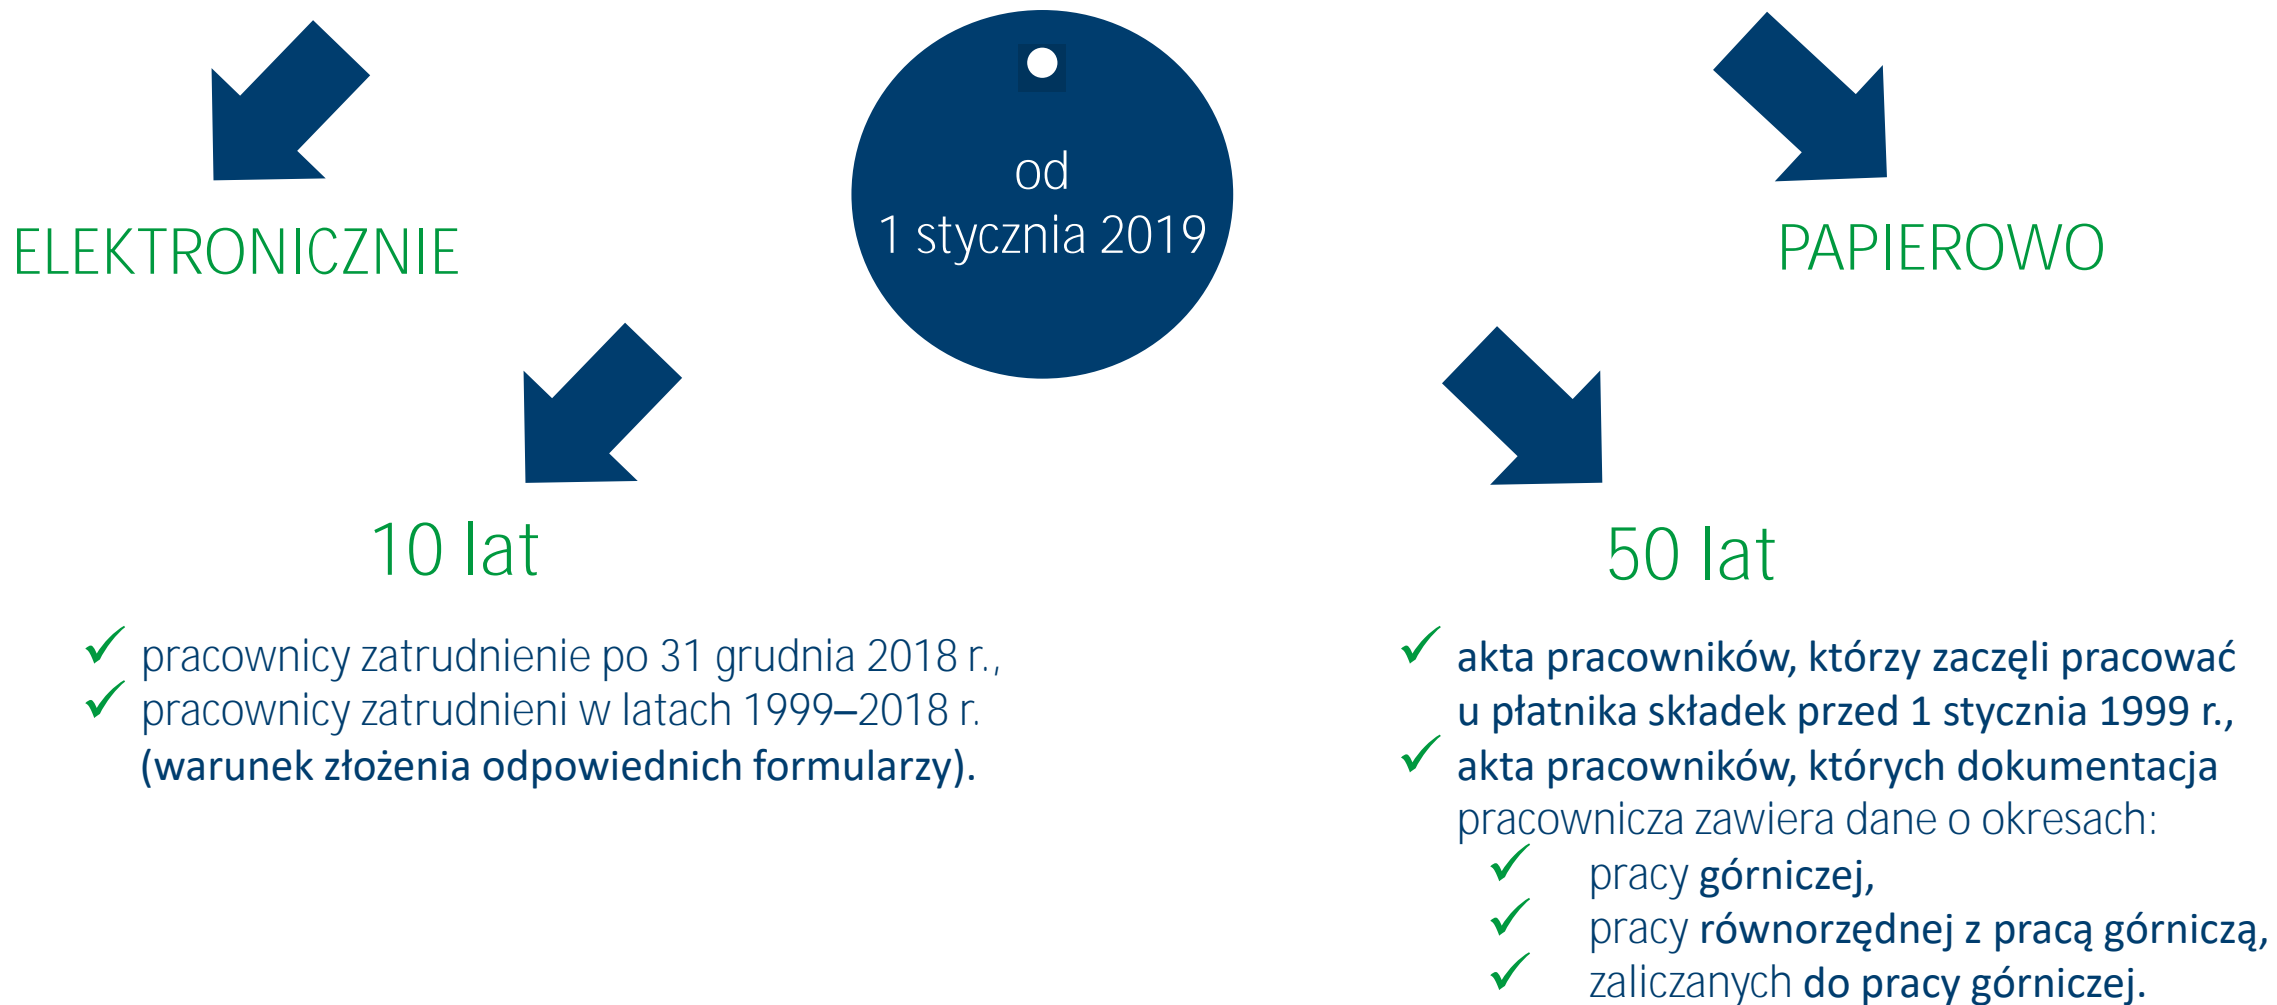 od
1 stycznia 2019
ELEKTRONICZNIE
PAPIEROWO
10 lat
pracownicy zatrudnienie po 31 grudnia 2018 r.,
pracownicy zatrudnieni w latach 1999–2018 r.
(warunek złożenia odpowiednich formularzy).
50 lat
akta pracowników, którzy zaczęli pracować
u płatnika składek przed 1 stycznia 1999 r.,
akta pracowników, których dokumentacja
pracownicza zawiera dane o okresach:
pracy górniczej,
pracy równorzędnej z pracą górniczą,
zaliczanych do pracy górniczej.